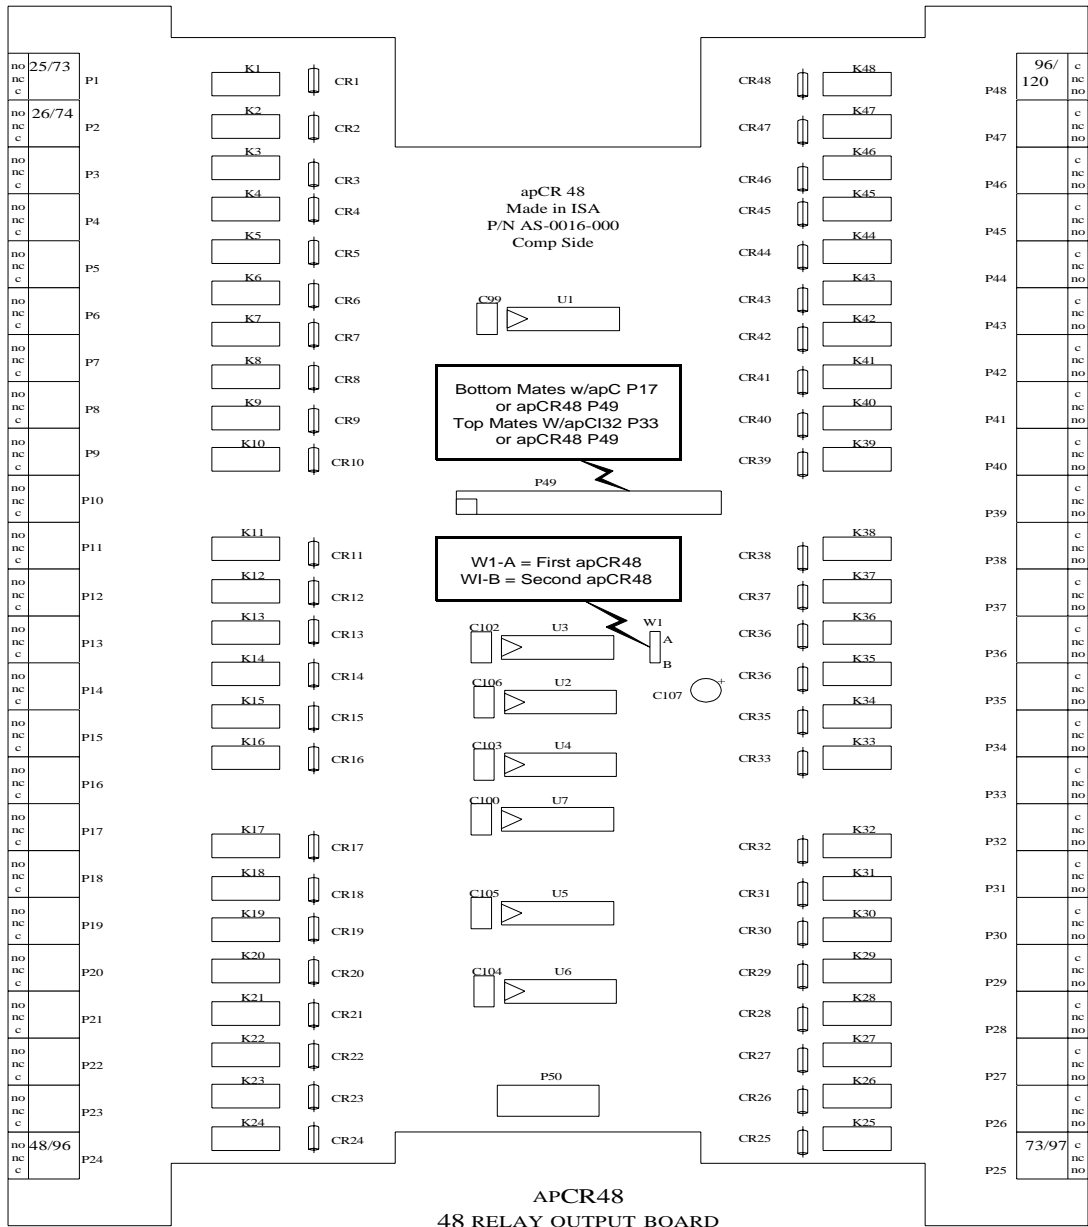 no 25/73
nc P1
c
no 26/74
nc P2
c
no
nc P3
c
no
nc P4
c
no
nc P5
c
no
nc P6
c
no
nc P7
c
no
nc P8
c
no
nc P9
c
no
nc P10
c
no
nc P11
c
no
nc P12
c
no
nc P13
c
no
nc P14
c
no
nc P15
c
no
nc P16
c
no
nc P17
c
no
nc P18
c
no
nc P19
c
no
nc P20
c
no
nc P21
c
no
nc P22
c
no
nc P23
c
no 48/96
nc P24
c
K1 CR1
K2 CR2
K3 CR3
K4 CR4
K5 CR5
K6 CR6
K7 CR7
K8 CR8
K9 CR9
K10 CR10
K11 CR11
K12 CR12
K13 CR13
K14 CR14
K15 CR15
K16 CR16
K17 CR17
K18 CR18
K19 CR19
K20 CR20
K21 CR21
K22 CR22
K23 CR23
K24 CR24
apCR 48
Made in ISA
P/N AS-0016-000
Comp Side
C99 U1
Bottom Mates w/apC P17
or apCR48 P49
Top Mates W/apCI32 P33
or apCR48 P49
P49
W1-A = First apCR48
WI-B = Second apCR48
C102 U3 W1
A
B
C106 U2 C107 +
C103 U4
C100 U7
C105 U5
C104 U6
P50
CR48 K48
CR47 K47
CR46 K46
CR45 K45
CR44 K44
CR43 K43
CR42 K42
CR41 K41
CR40 K40
CR39 K39
CR38 K38
CR37 K37
CR36 K36
CR36 K35
CR35 K34
CR33 K33
CR32 K32
CR31 K31
CR30 K30
CR29 K29
CR28 K28
CR27 K27
CR26 K26
CR25 K25
96/ c
120 nc
P48 no
c
nc
P47 no
c
nc
P46 no
c
nc
P45 no
c
nc
P44 no
c
nc
P43 no
c
nc
P42 no
c
nc
P41 no
c
nc
P40 no
c
nc
P39 no
c
nc
P38 no
c
nc
P37 no
c
nc
P36 no
c
nc
P35 no
c
nc
P34 no
c
nc
P33 no
c
nc
P32 no
c
nc
P31 no
c
nc
P30 no
c
nc
P29 no
c
nc
P28 no
c
nc
P27 no
c
nc
P26 no
73/97 c
nc
P25 no
APCR48
48 RELAY OUTPUT BOARD